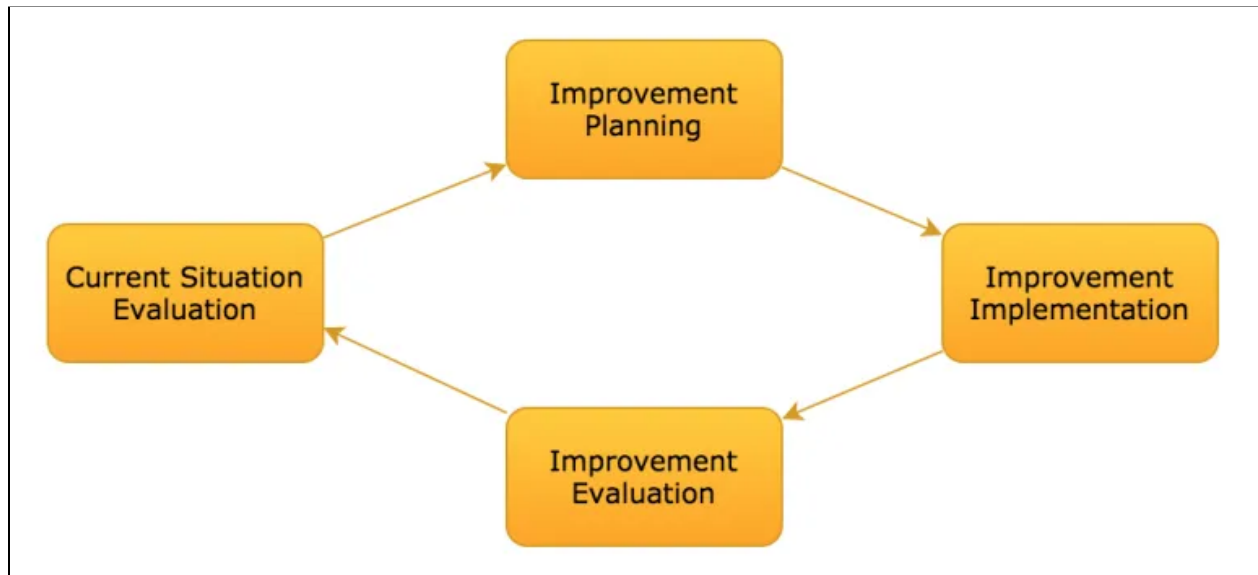 Improvement
Planning
Current Situation
Evaluation
Improvement
Implementation
Improvement
Evaluation